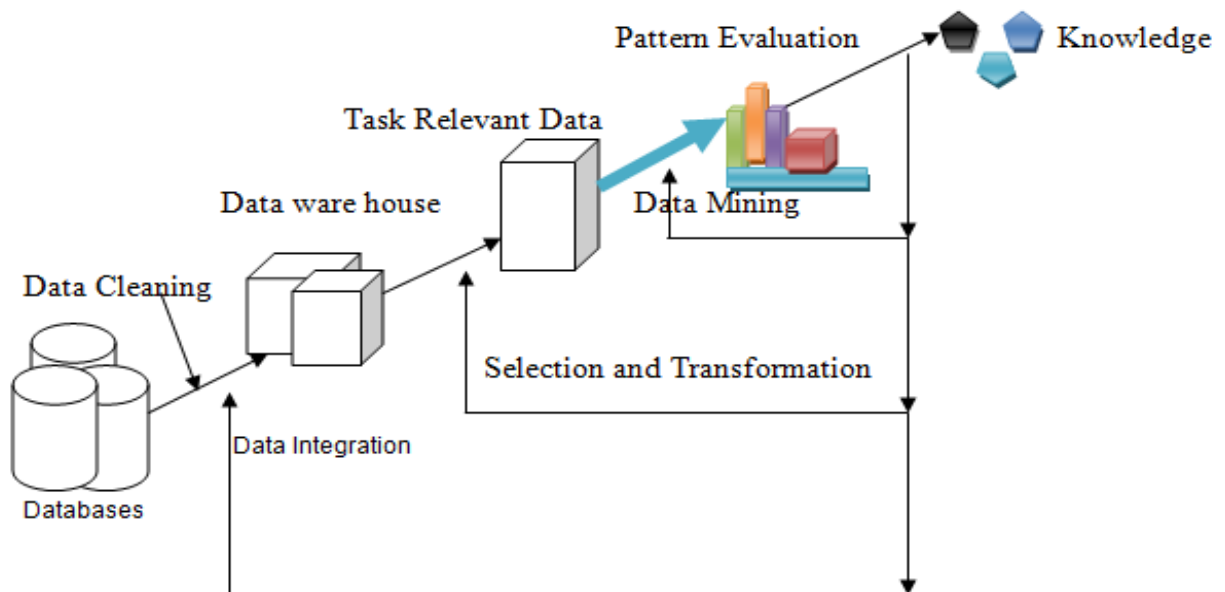 Pattern Evaluation
Knowledge
Task Relevant Data
Data ware house
Data Mining
Data Cleaning
Selection and Transformation
Data Integration
Databases